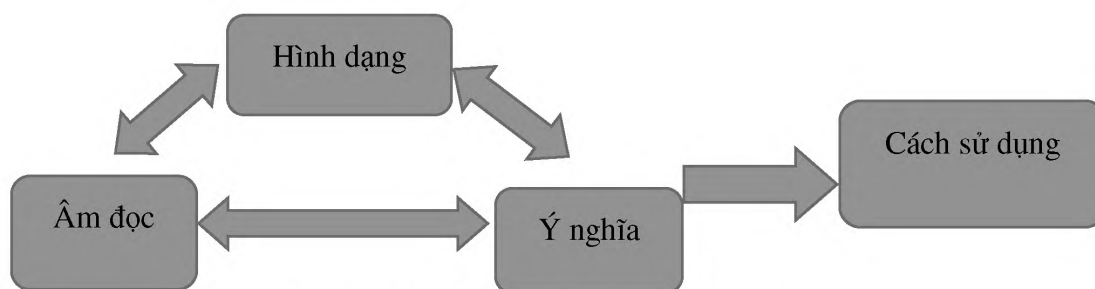 Hình dạng
Cách sử dụng
Âm đọc
Ý nghĩa